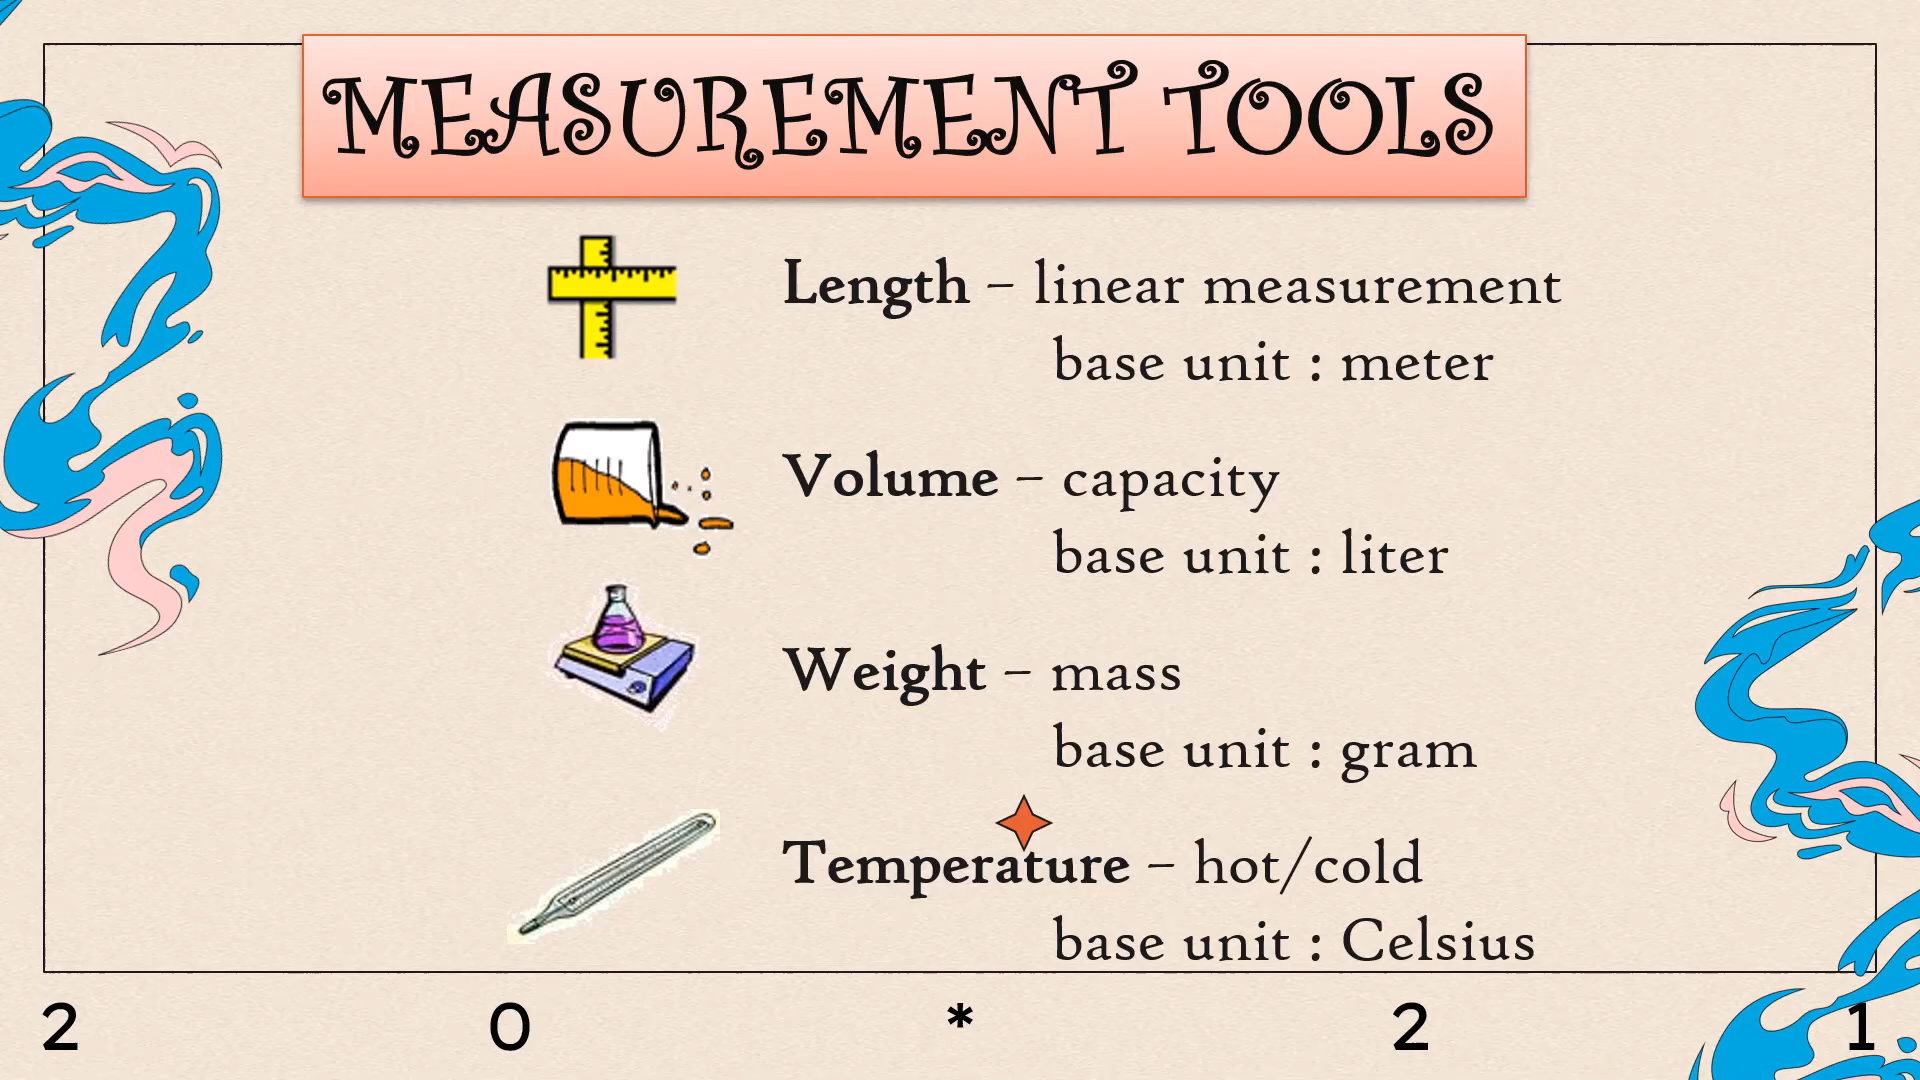 MEASUREMENT TOOLS
Length – linear measurement
base unit : meter
Volume – capacity
base unit : liter
Weight – mass
base unit : gram
Temperature – hot/cold
base unit : Celsius
2 0 * 2 1